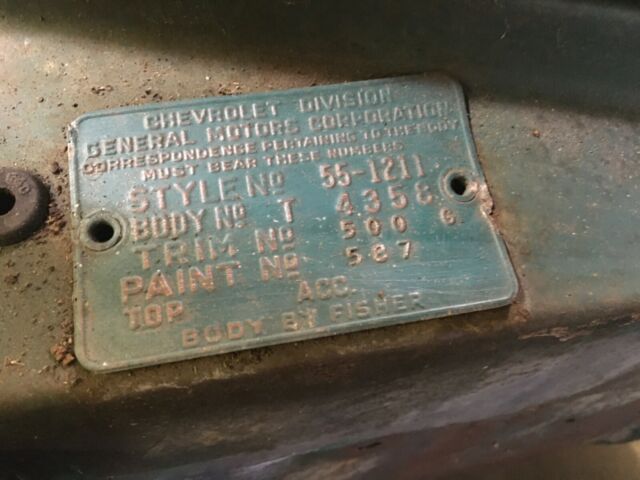 CHEVROLET DIVISION
GENERAL MOTORS CORPORATION
CORRESPONDENCE PERTAINING TO THE BODY
MUST BEAR THESE NUMBERS
STYLE No 55-1211
BODY No T 4358
TRIM No 500 G
PAINT No 587
TOP ACC.
BODY BY FISHER